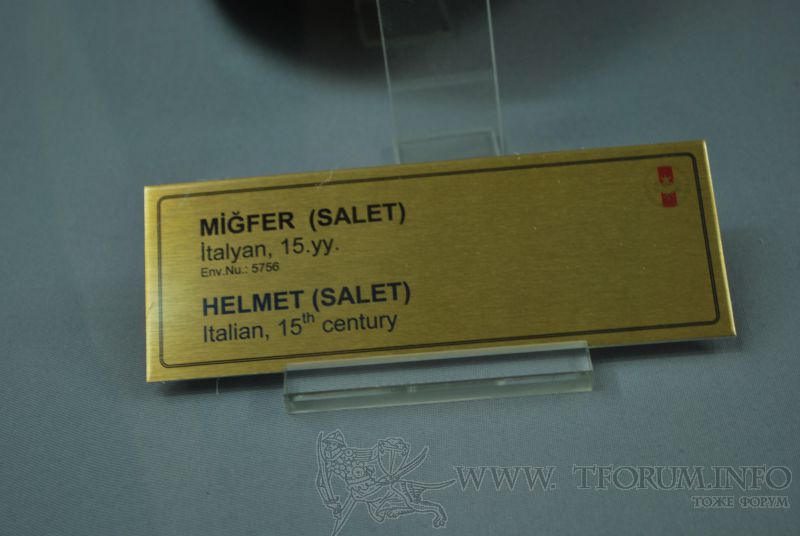 MİĞFER (SALET)
İtalyan, 15.yy.
Env.Nu.: 5756
HELMET (SALET)
Italian, 15th century
WWW. TFORUM.INFO
ТОЖЕ ФОРУМ